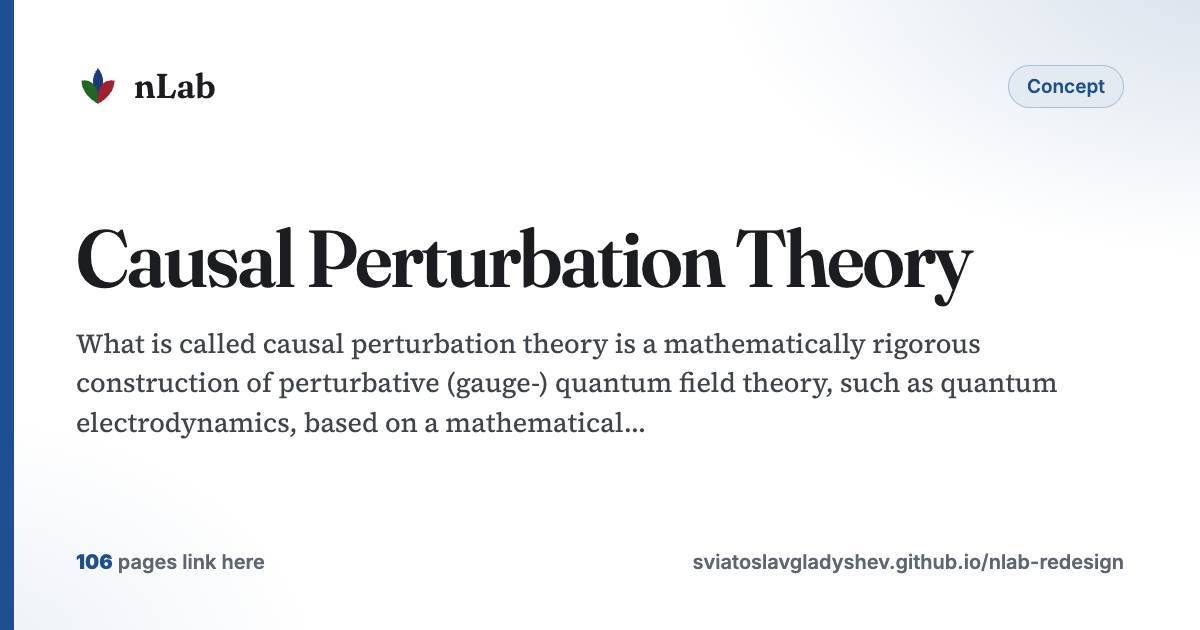 nLab
Concept
Causal Perturbation Theory
What is called causal perturbation theory is a mathematically rigorous
construction of perturbative (gauge-) quantum field theory, such as quantum
electrodynamics, based on a mathematical...
106 pages link here
sviatoslavgladyshev.github.io/nlab-redesign